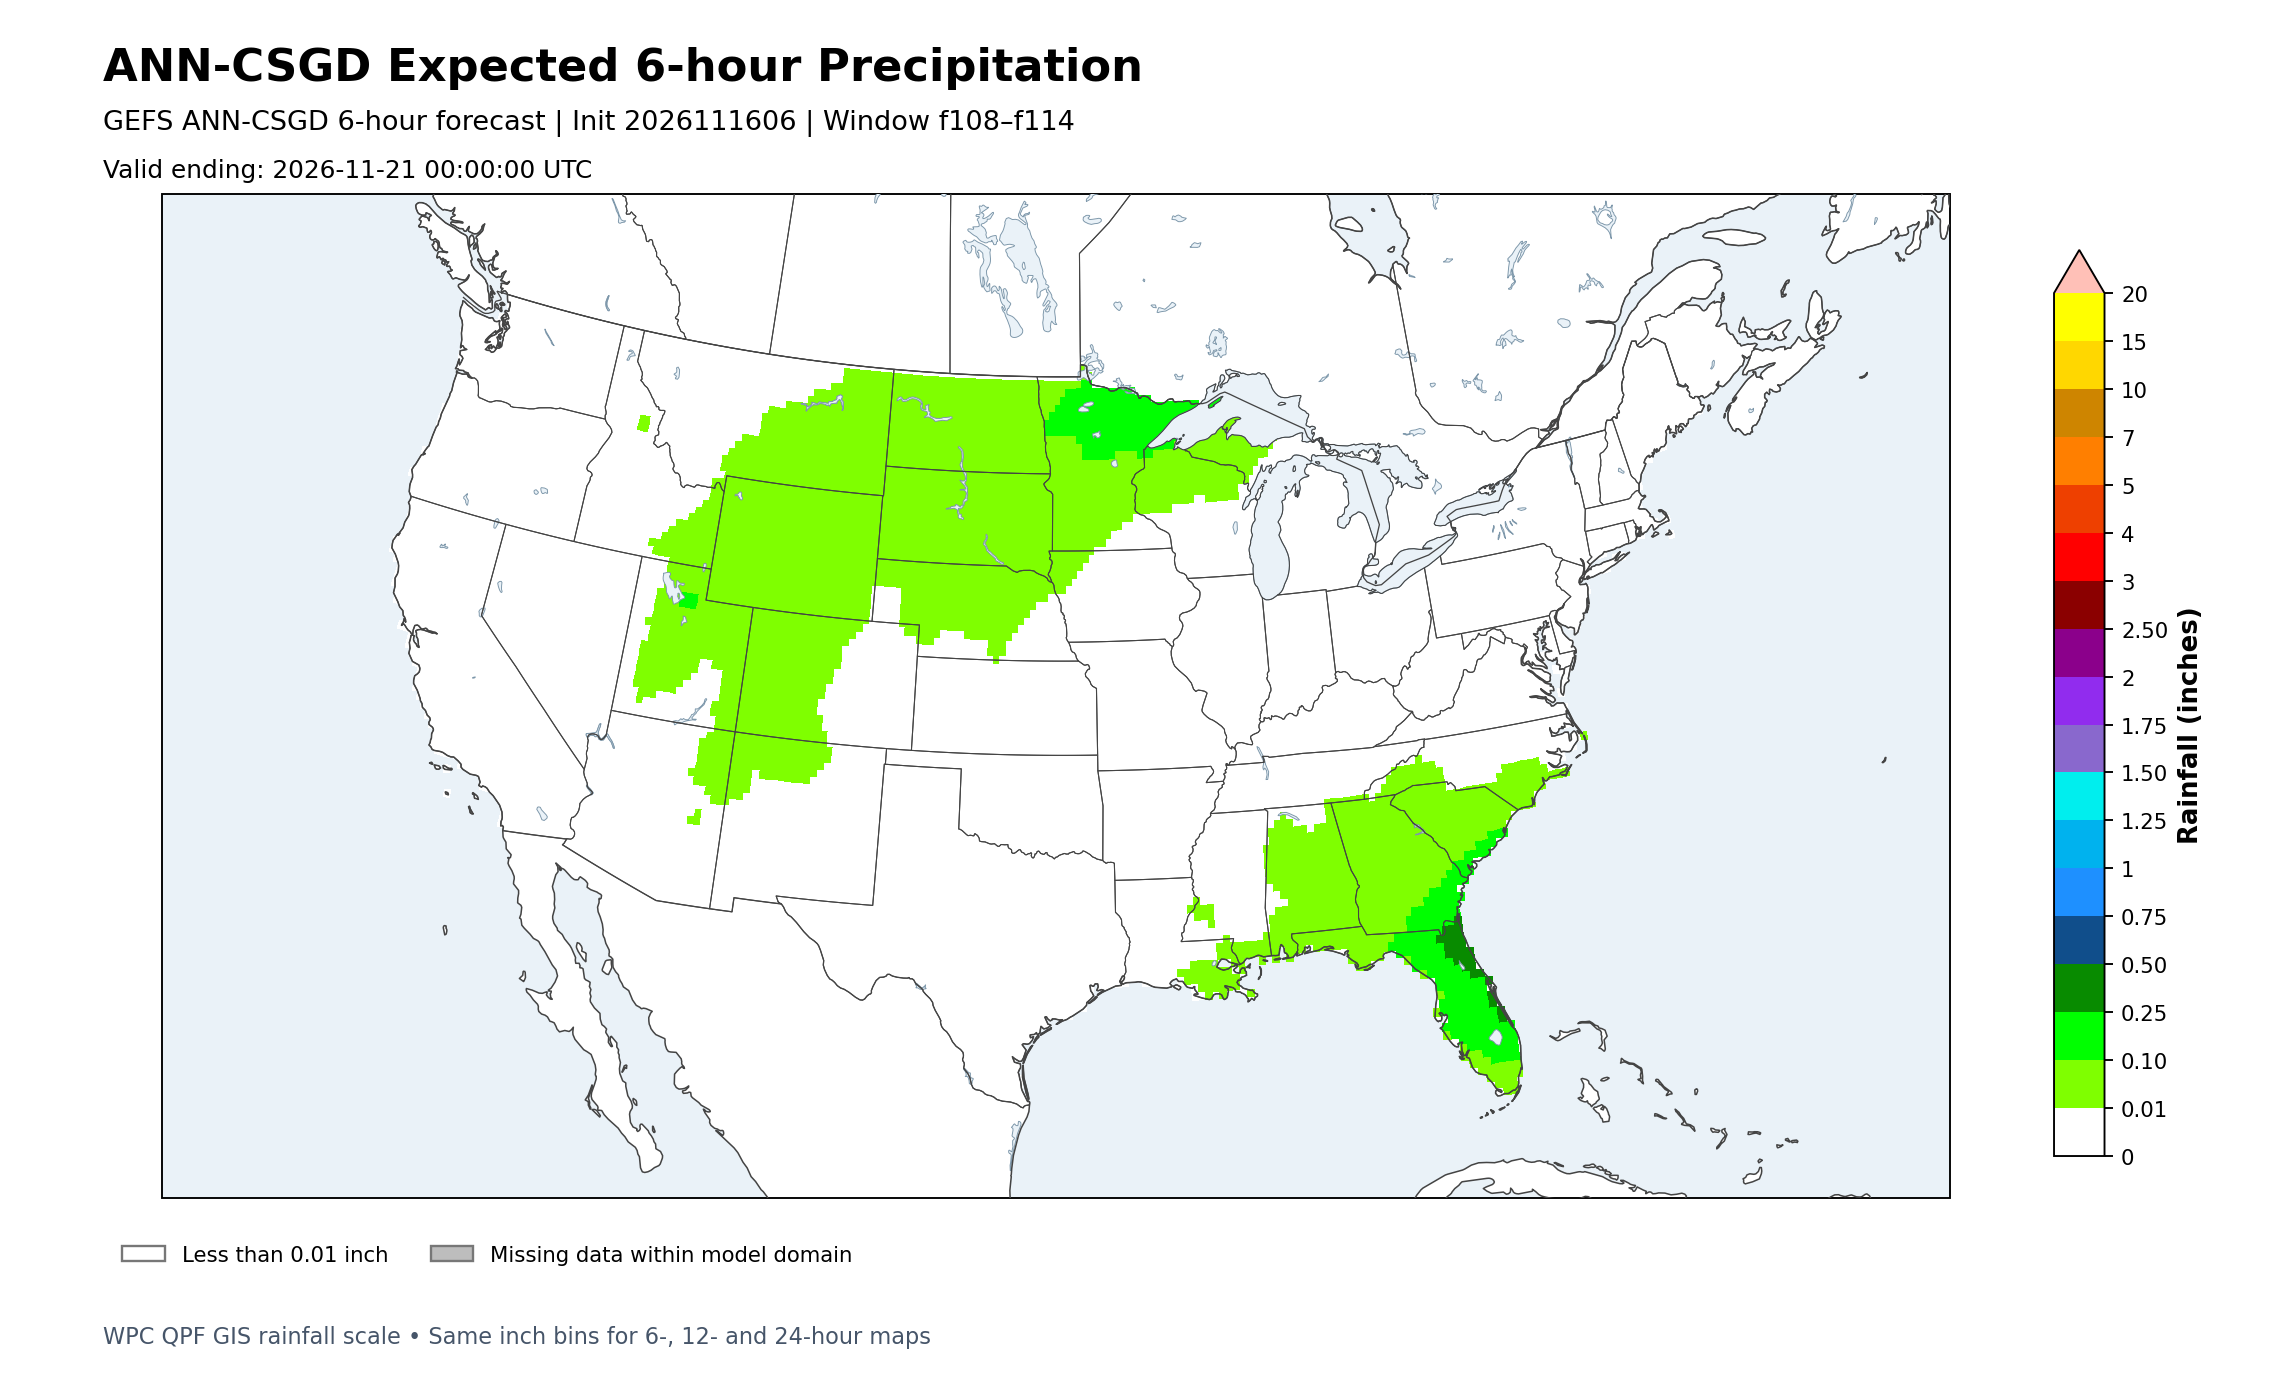 ANN-CSGD Expected 6-hour Precipitation
GEFS ANN-CSGD 6-hour forecast | Init 2026111606 | Window f108–f114
Valid ending: 2026-11-21 00:00:00 UTC
20
15
10
7
5
4
3
2.50
2
1.75
1.50
1.25
1
0.75
0.50
0.25
0.10
0.01
0
Rainfall (inches)
Less than 0.01 inch
Missing data within model domain
WPC QPF GIS rainfall scale • Same inch bins for 6-, 12- and 24-hour maps